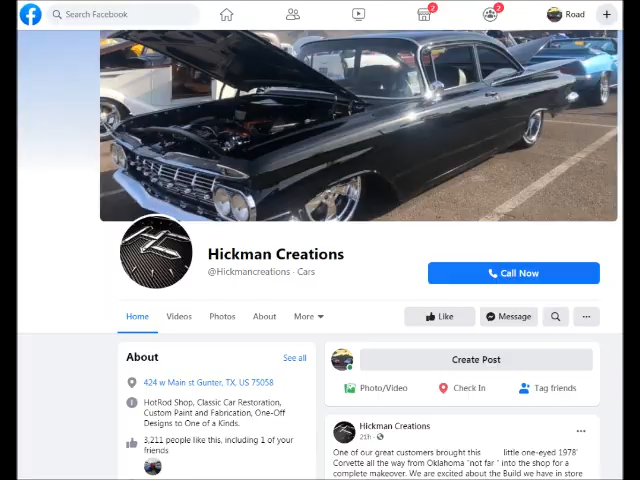 Search Facebook
2
2
Road
Hickman Creations
@Hickmancreations · Cars
Call Now
Home
Videos
Photos
About
More
Like
Message
About
See all
424 w Main st Gunter, TX, US 75058
HotRod Shop, Classic Car Restoration,
Custom Paint and Fabrication, One-Off
Designs to One of a Kinds.
3,211 people like this, including 1 of your
friends
Create Post
Photo/Video
Check In
Tag friends
Hickman Creations
21h ·
One of our great customers brought this little one-eyed 1978'
Corvette all the way from Oklahoma "not far " into the shop for a
complete makeover. We are excited about the Build we have in store